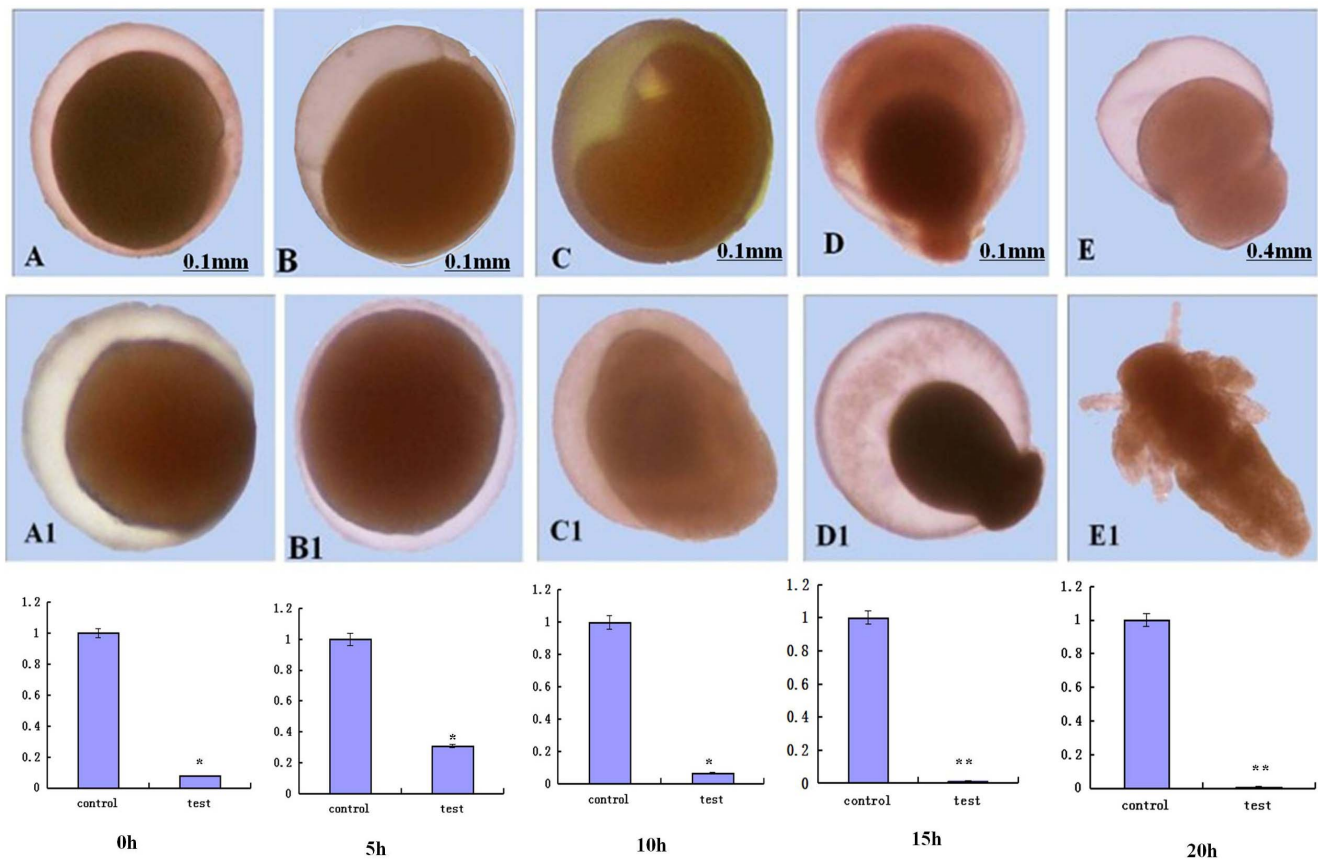 A
0.1mm
B
0.1mm
C
0.1mm
D
0.1mm
E
0.4mm
A1
B1
C1
D1
E1
1.2
1
0.8
0.6
0.4
0.2
0
*
control
test
0h
1.2
1
0.8
0.6
0.4
0.2
0
*
control
test
5h
1.2
1
0.8
0.6
0.4
0.2
0
*
control
test
10h
1.2
1
0.8
0.6
0.4
0.2
0
**
control
test
15h
1.2
1
0.8
0.6
0.4
0.2
0
**
control
test
20h